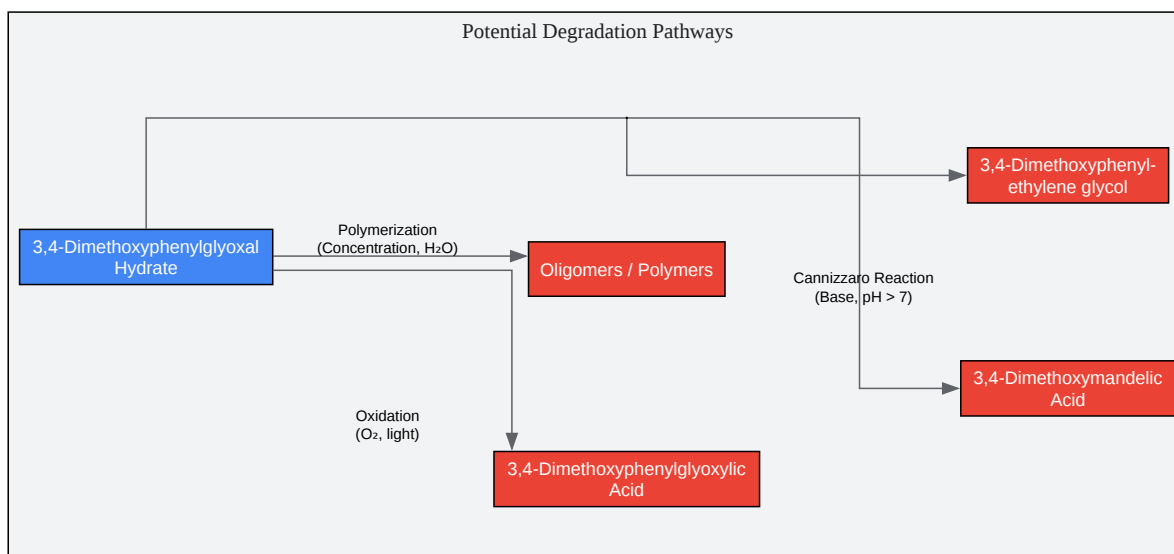 Potential Degradation Pathways
3,4-Dimethoxyphenyl-
ethylene glycol
3,4-Dimethoxyphenylglyoxal
Hydrate
Polymerization
(Concentration, H₂O)
Oligomers / Polymers
Cannizzaro Reaction
(Base, pH > 7)
3,4-Dimethoxymandelic
Acid
Oxidation
(O₂, light)
3,4-Dimethoxyphenylglyoxylic
Acid